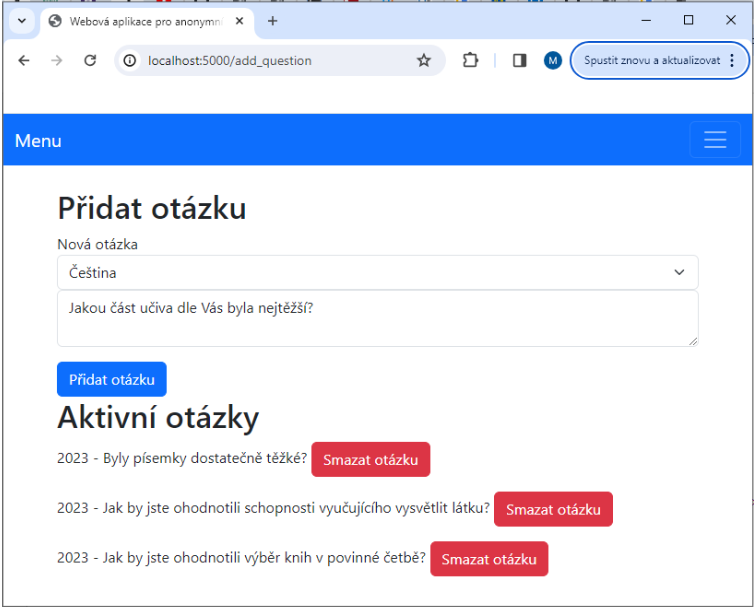 Webová aplikace pro anonymn
localhost:5000/add_question
M
Spustit znovu a aktualizovat
Menu
Přidat otázku
Nová otázka
Čeština
Jakou část učiva dle Vás byla nejtěžší?
Přidat otázku
Aktivní otázky
2023 - Byly písemky dostatečně těžké? Smazat otázku
2023 - Jak by jste ohodnotili schopnosti vyučujícího vysvětlit látku? Smazat otázku
2023 - Jak by jste ohodnotili výběr knih v povinné četbě? Smazat otázku